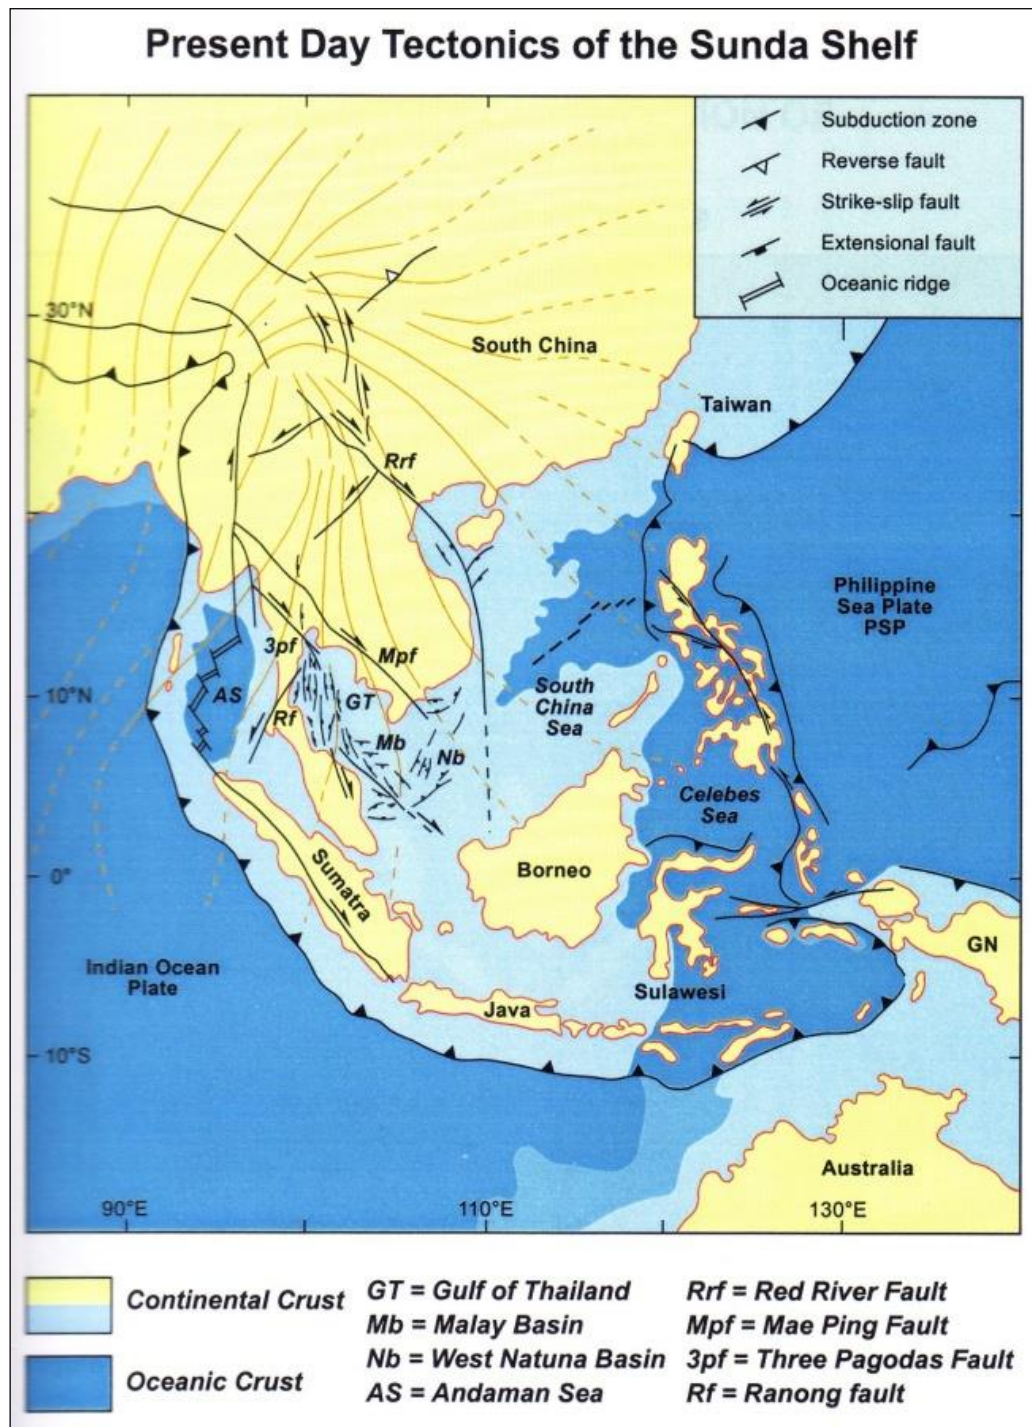 Present Day Tectonics of the Sunda Shelf
Subduction zone
Reverse fault
Strike-slip fault
Extensional fault
Oceanic ridge
30°N
South China
Taiwan
Rrf
Philippine
Sea Plate
PSP
3pf
Mpf
10°N
AS
GT
South
China
Sea
Rf
Mb
Nb
Celebes
Sea
0°
Sumatra
Borneo
GN
Indian Ocean
Plate
Sulawesi
Java
10°S
Australia
90°E
110°E
130°E
Continental Crust
Oceanic Crust
GT = Gulf of Thailand
Mb = Malay Basin
Nb = West Natuna Basin
AS = Andaman Sea
Rrf = Red River Fault
Mpf = Mae Ping Fault
3pf = Three Pagodas Fault
Rf = Ranong fault